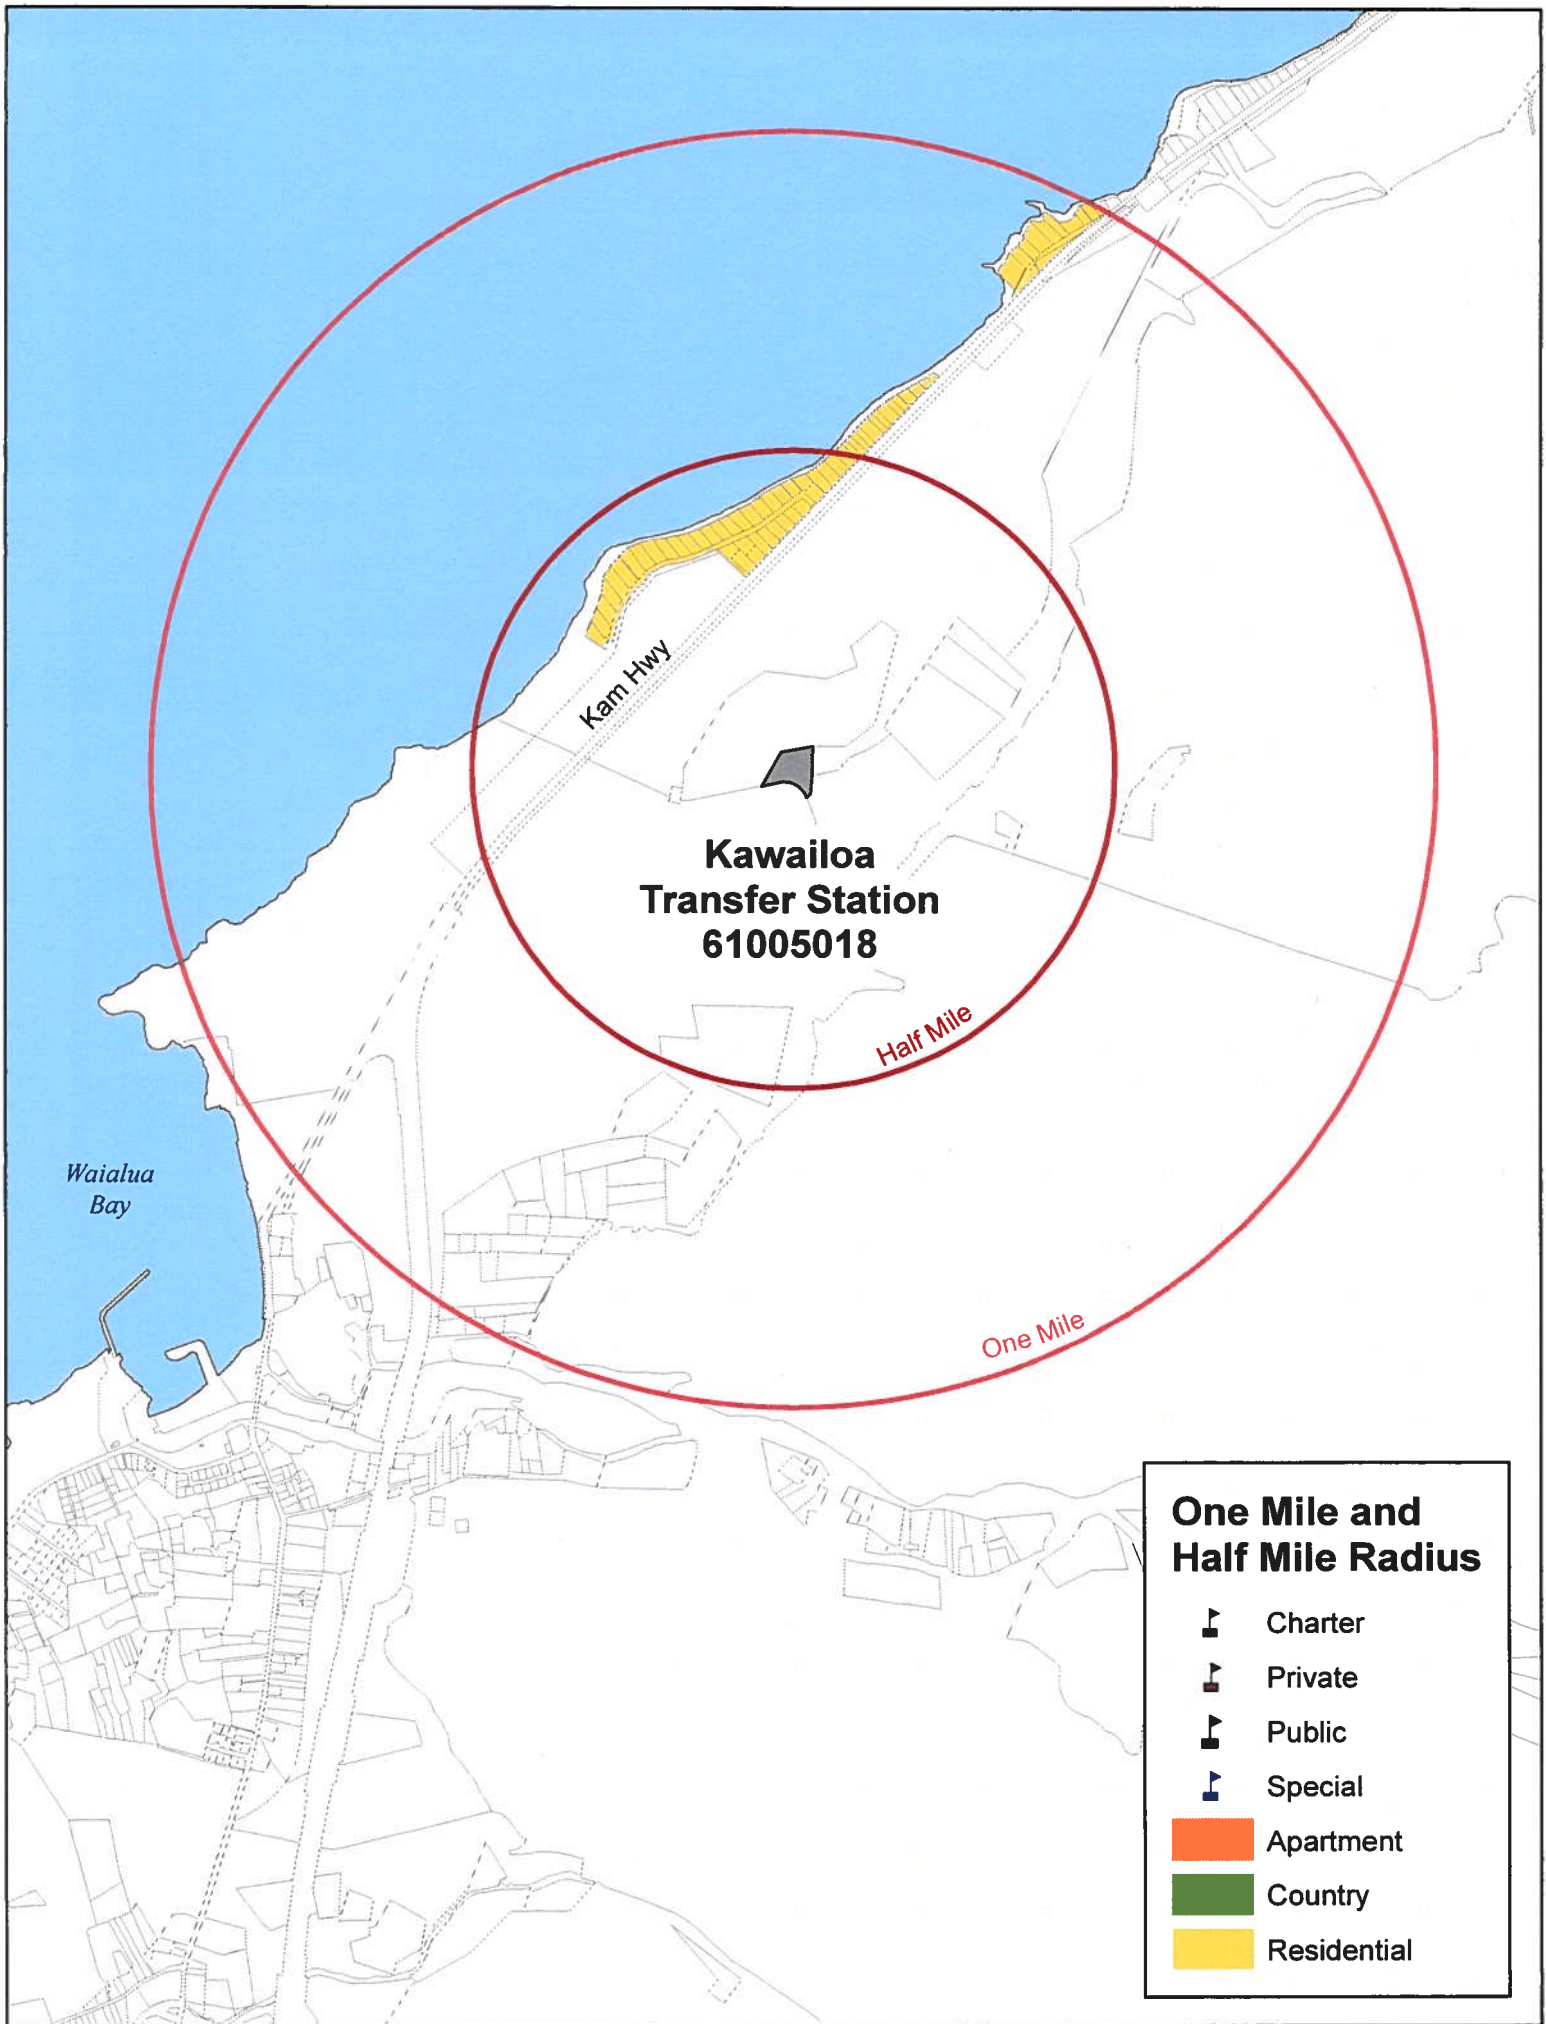 Kam Hwy
Kawailoa
Transfer Station
61005018
Half Mile
Waialua
Bay
One Mile
One Mile and
Half Mile Radius
Charter
Private
Public
Special
Apartment
Country
Residential